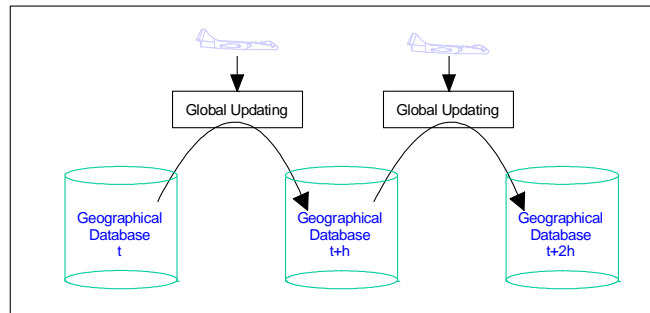 Global Updating
Global Updating
Geographical
Database
t
Geographical
Database
t+h
Geographical
Database
t+2h